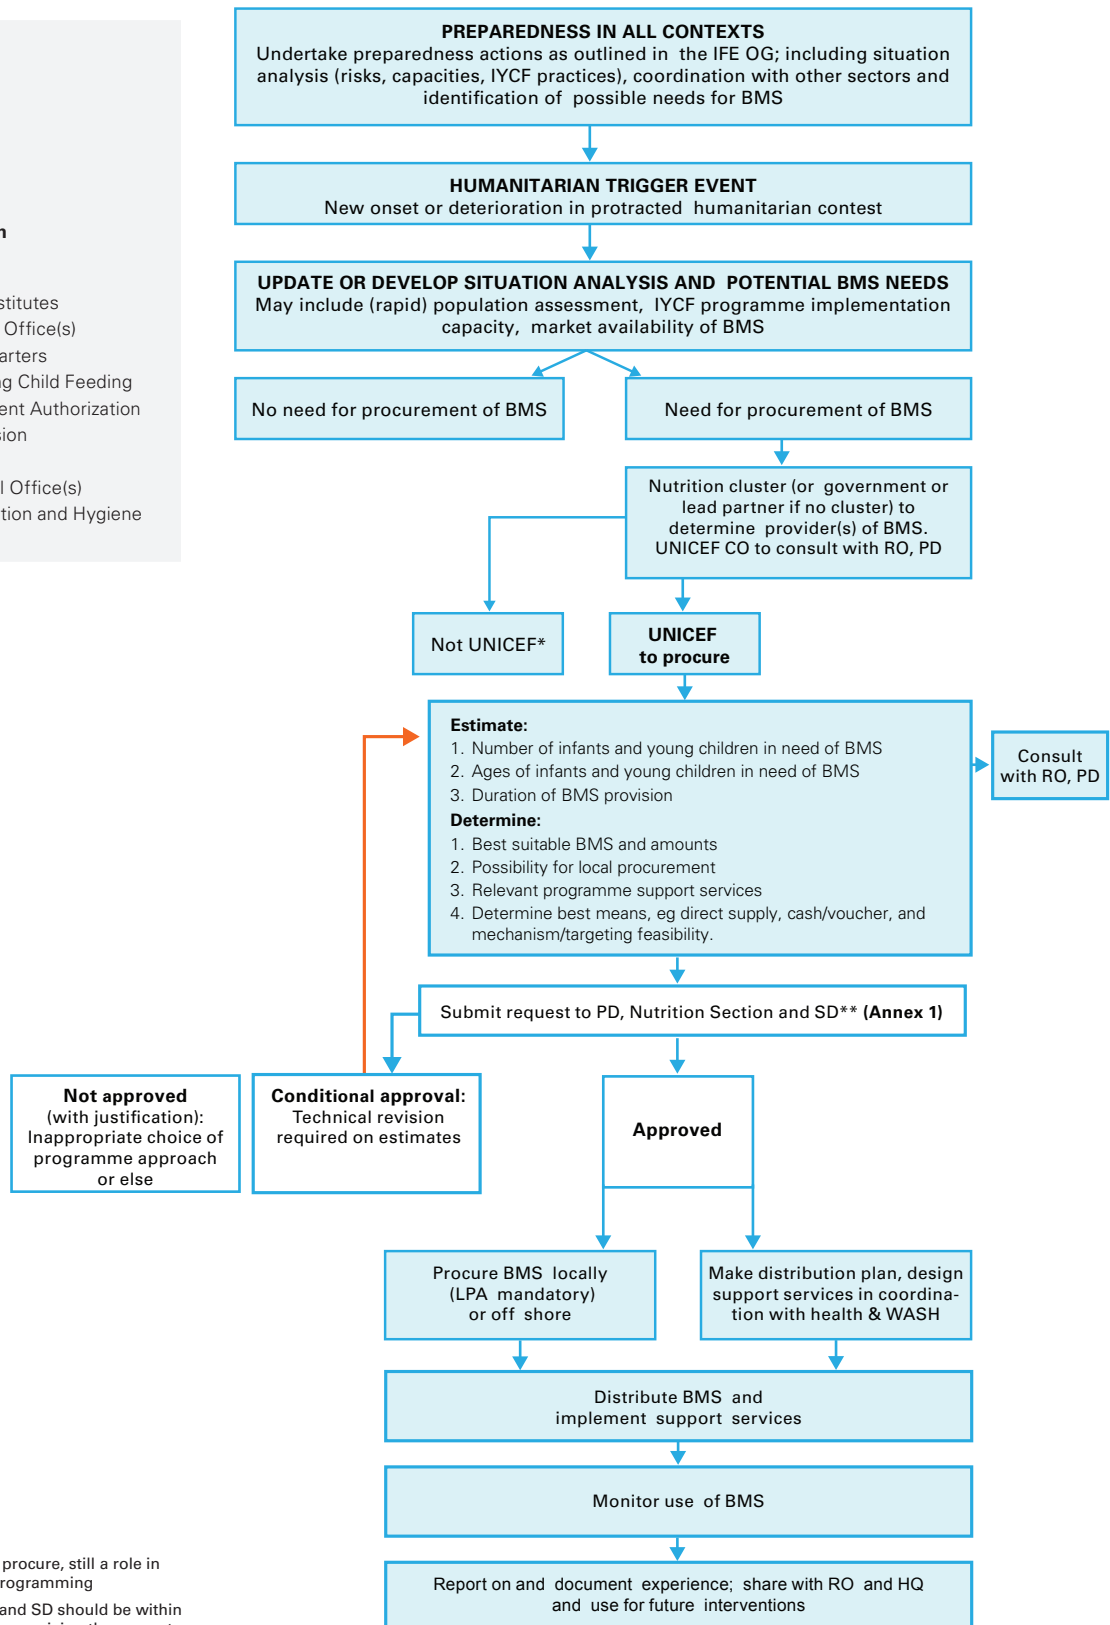 n
stitutes
Office(s)
arters
ng Child Feeding
ent Authorization
sion
l Office(s)
tion and Hygiene
PREPAREDNESS IN ALL CONTEXTS
Undertake preparedness actions as outlined in the IFE OG; including situation
analysis (risks, capacities, IYCF practices), coordination with other sectors and
identification of possible needs for BMS
HUMANITARIAN TRIGGER EVENT
New onset or deterioration in protracted humanitarian contest
UPDATE OR DEVELOP SITUATION ANALYSIS AND POTENTIAL BMS NEEDS
May include (rapid) population assessment, IYCF programme implementation
capacity, market availability of BMS
No need for procurement of BMS
Need for procurement of BMS
Nutrition cluster (or government or
lead partner if no cluster) to
determine provider(s) of BMS.
UNICEF CO to consult with RO, PD
Not UNICEF*
UNICEF
to procure
Estimate:
1. Number of infants and young children in need of BMS
2. Ages of infants and young children in need of BMS
3. Duration of BMS provision
Determine:
1. Best suitable BMS and amounts
2. Possibility for local procurement
3. Relevant programme support services
4. Determine best means, eg direct supply, cash/voucher, and
mechanism/targeting feasibility.
Consult
with RO, PD
Submit request to PD, Nutrition Section and SD** (Annex 1)
Not approved
(with justification):
Inappropriate choice of
programme approach
or else
Conditional approval:
Technical revision
required on estimates
Approved
Procure BMS locally
(LPA mandatory)
or off shore
Make distribution plan, design
support services in coordina-
tion with health & WASH
Distribute BMS and
implement support services
Monitor use of BMS
Report on and document experience; share with RO and HQ
and use for future interventions
procure, still a role in
rogramming
and SD should be within